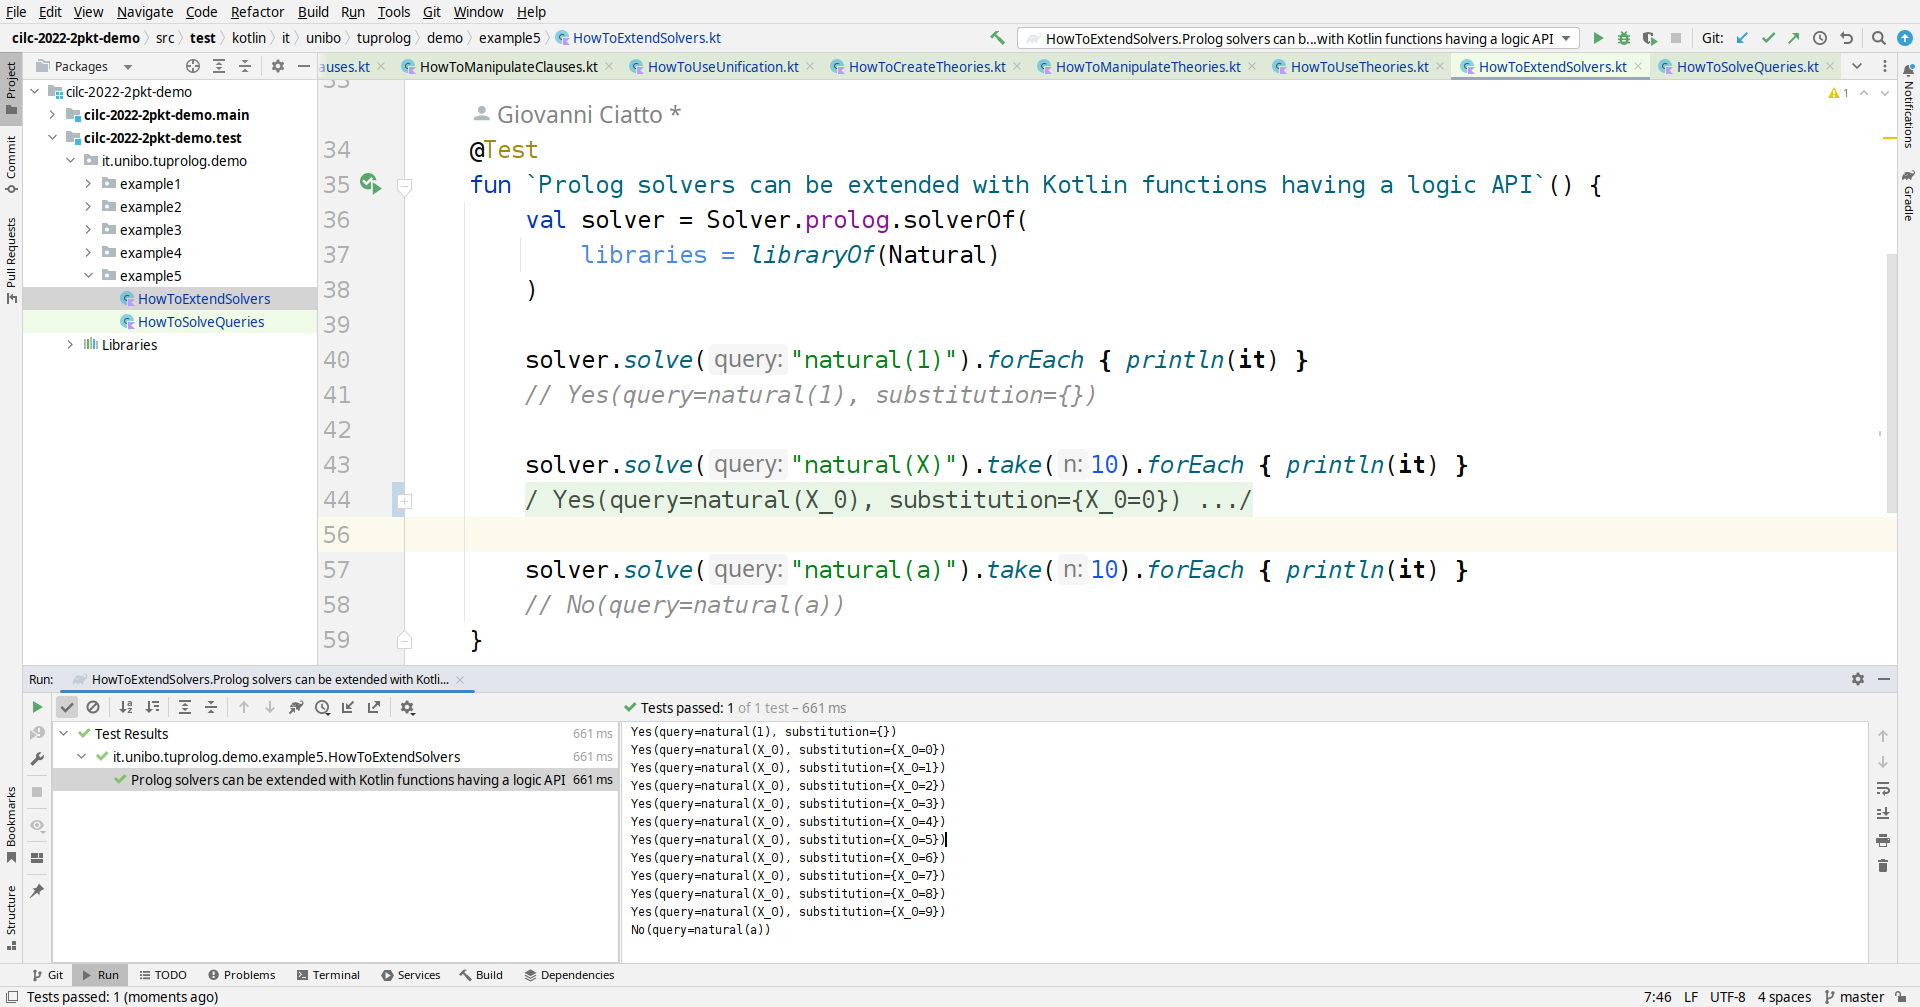 File Edit View Navigate Code Refactor Build Run Tools Git Window Help
cilc-2022-2pkt-demo src test kotlin it unibo tuprolog demo example5 HowToExtendSolvers.kt
HowToExtendSolvers.Prolog solvers can b...with Kotlin functions having a logic API
Git:
Packages
auses.kt HowToManipulateClauses.kt HowToUseUnification.kt HowToCreateTheories.kt HowToManipulateTheories.kt HowToUseTheories.kt HowToExtendSolvers.kt HowToSolveQueries.kt
Project
Commit
Pull Requests
Bookmarks
Structure
Notifications
Gradle
cilc-2022-2pkt-demo
cilc-2022-2pkt-demo.main
cilc-2022-2pkt-demo.test
it.unibo.tuprolog.demo
example1
example2
example3
example4
example5
HowToExtendSolvers
HowToSolveQueries
Libraries
1
33
Giovanni Ciatto *
34 @Test
35 fun `Prolog solvers can be extended with Kotlin functions having a logic API`() {
36 val solver = Solver.prolog.solverOf(
37 libraries = libraryOf(Natural)
38 )
39
40 solver.solve( query: "natural(1)").forEach { println(it) }
41 // Yes(query=natural(1), substitution={})
42
43 solver.solve( query: "natural(X)").take( n: 10).forEach { println(it) }
44 / Yes(query=natural(X_0), substitution={X_0=0}) .../
56
57 solver.solve( query: "natural(a)").take( n: 10).forEach { println(it) }
58 // No(query=natural(a))
59 }
Run: HowToExtendSolvers.Prolog solvers can be extended with Kotli...
Tests passed: 1 of 1 test – 661 ms
Test Results 661 ms
it.unibo.tuprolog.demo.example5.HowToExtendSolvers 661 ms
Prolog solvers can be extended with Kotlin functions having a logic API 661 ms
Yes(query=natural(1), substitution={})
Yes(query=natural(X_0), substitution={X_0=0})
Yes(query=natural(X_0), substitution={X_0=1})
Yes(query=natural(X_0), substitution={X_0=2})
Yes(query=natural(X_0), substitution={X_0=3})
Yes(query=natural(X_0), substitution={X_0=4})
Yes(query=natural(X_0), substitution={X_0=5})
Yes(query=natural(X_0), substitution={X_0=6})
Yes(query=natural(X_0), substitution={X_0=7})
Yes(query=natural(X_0), substitution={X_0=8})
Yes(query=natural(X_0), substitution={X_0=9})
No(query=natural(a))
Git Run TODO Problems Terminal Services Build Dependencies
Tests passed: 1 (moments ago)
7:46 LF UTF-8 4 spaces master